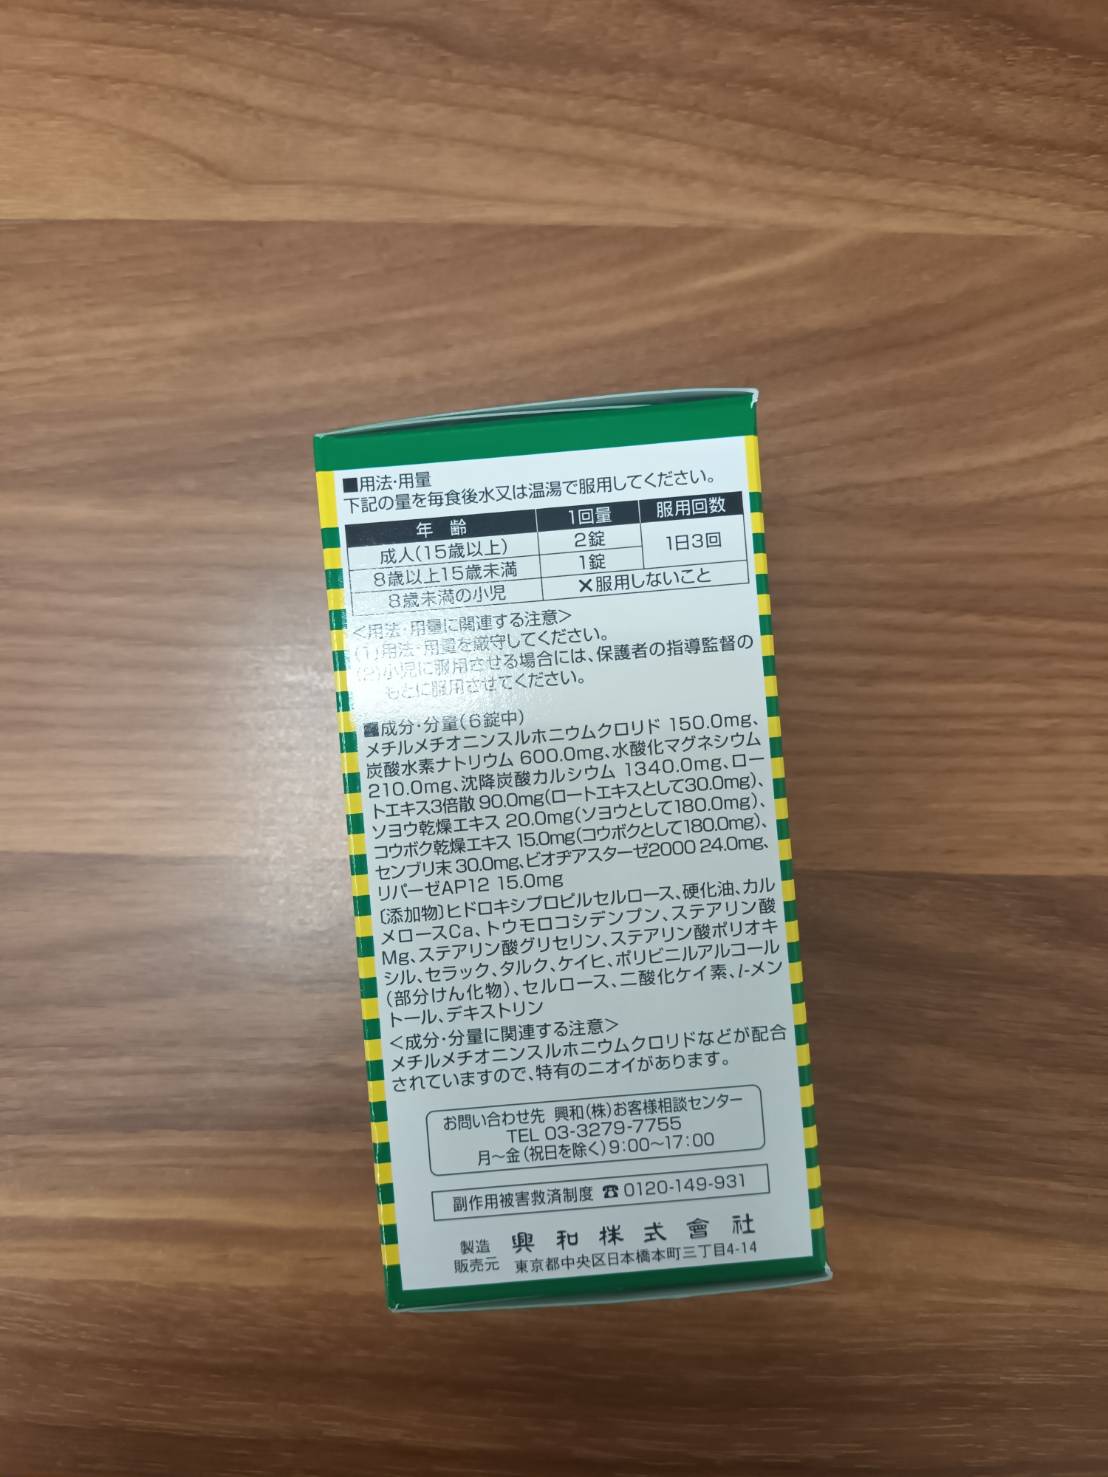 ■用法・用量
下記の量を毎食後水又は温湯で服用してください。
年 齢 1回量 服用回数
成人(15歳以上) 2錠 1日3回
8歳以上15歳未満 1錠
8歳未満の小児 ×服用しないこと
<用法・用量に関連する注意>
(1)用法・用量を厳守してください。
(2)小児に服用させる場合には、保護者の指導監督の
もとに服用させてください。
■成分・分量(6錠中)
メチルメチオニンスルホニウムクロリド 150.0mg、
炭酸水素ナトリウム 600.0mg、水酸化マグネシウム
210.0mg、沈降炭酸カルシウム 1340.0mg、ロー
トエキス3倍散 90.0mg(ロートエキスとして30.0mg)、
ソヨウ乾燥エキス 20.0mg(ソヨウとして180.0mg)、
コウボク乾燥エキス 15.0mg(コウボクとして180.0mg)、
センブリ末 30.0mg、ビオヂアスターゼ2000 24.0mg、
リパーゼAP12 15.0mg
〔添加物〕ヒドロキシプロピルセルロース、硬化油、カル
メロースCa、トウモロコシデンプン、ステアリン酸
Mg、ステアリン酸グリセリン、ステアリン酸ポリオキ
シル、セラック、タルク、ケイヒ、ポリビニルアルコール
(部分けん化物)、セルロース、二酸化ケイ素、l-メン
トール、デキストリン
<成分・分量に関連する注意>
メチルメチオニンスルホニウムクロリドなどが配合
されていますので、特有のニオイがあります。
お問い合わせ先 興和(株)お客様相談センター
TEL 03-3279-7755
月〜金(祝日を除く)9:00〜17:00
副作用被害救済制度 ☎0120-149-931
製造
販売元
興和株式會社
東京都中央区日本橋本町三丁目4-14